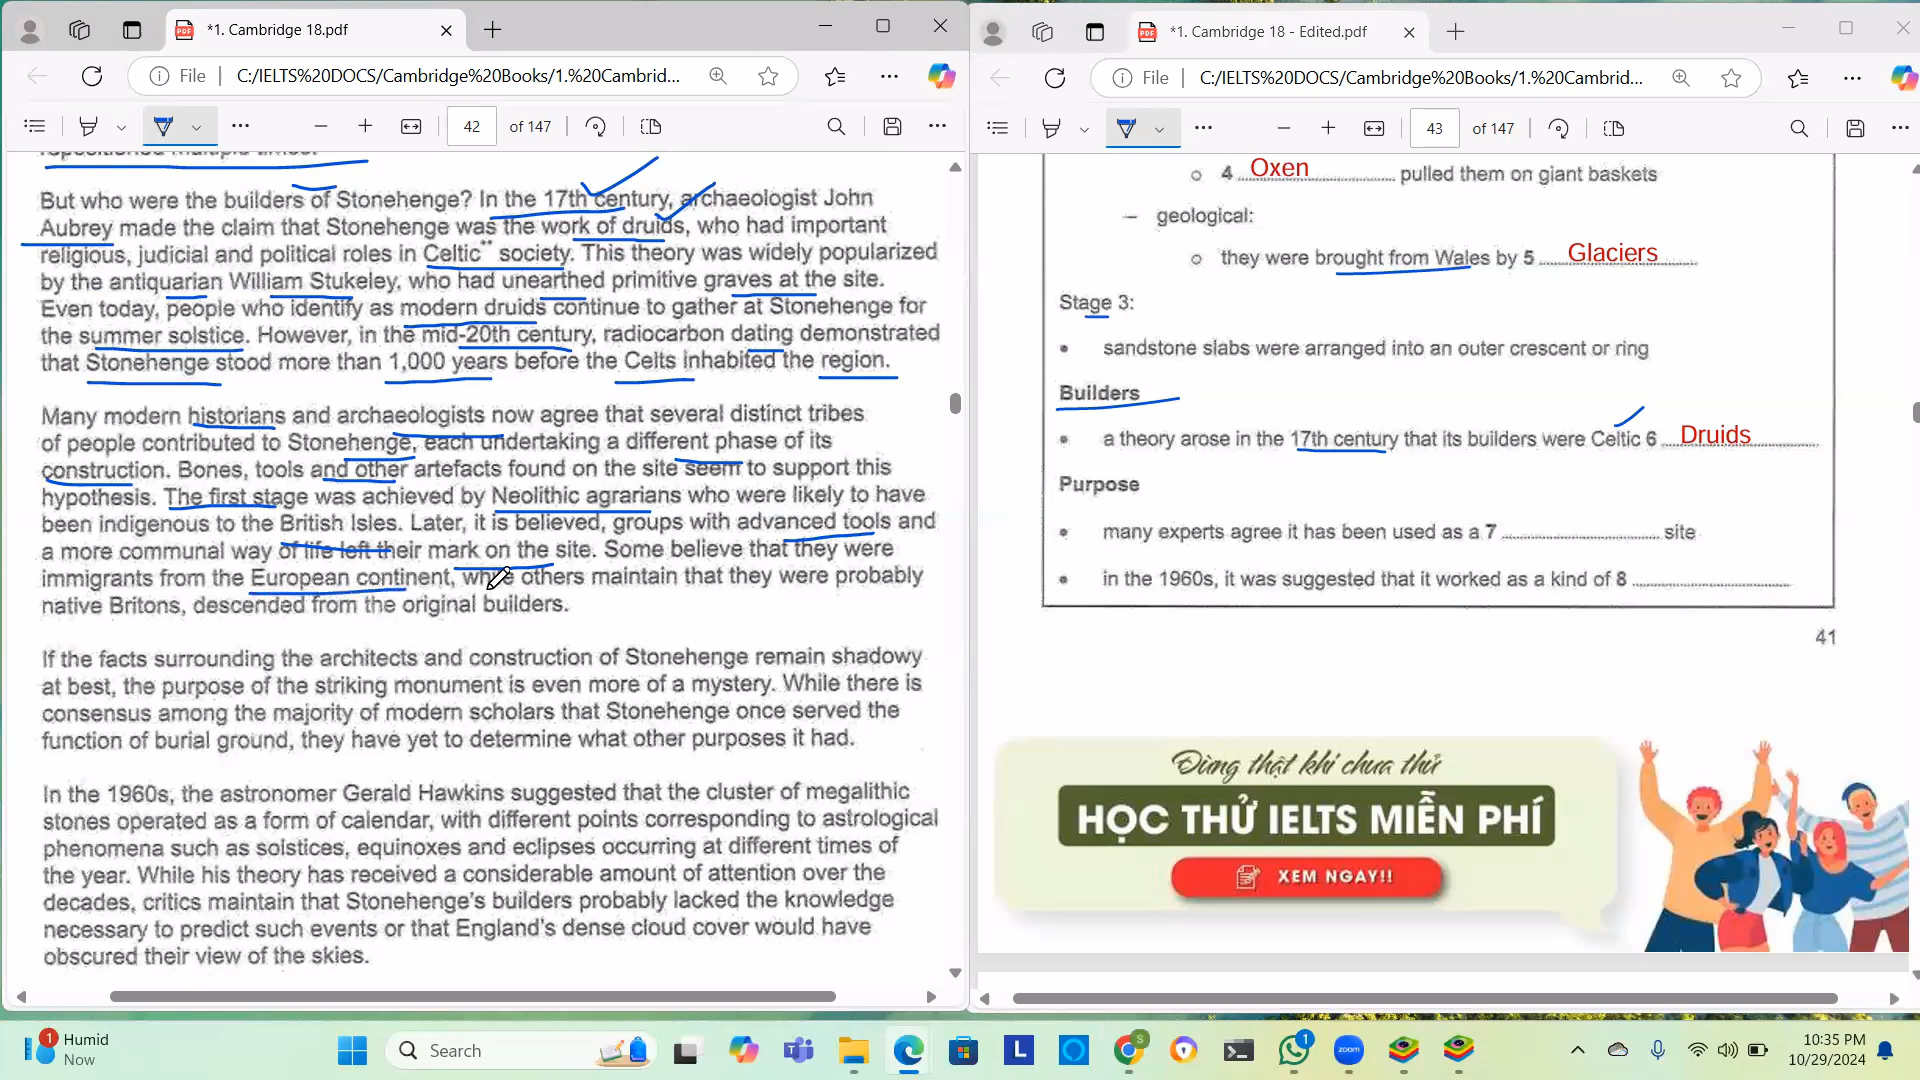 *1. Cambridge 18.pdf
File
C:/IELTS%20DOCS/Cambridge%20Books/1.%20Cambrid...
42 of 147
But who were the builders of Stonehenge? In the 17th century, archaeologist John
Aubrey made the claim that Stonehenge was the work of druids, who had important
religious, judicial and political roles in Celtic** society. This theory was widely popularized
by the antiquarian William Stukeley, who had unearthed primitive graves at the site.
Even today, people who identify as modern druids continue to gather at Stonehenge for
the summer solstice. However, in the mid-20th century, radiocarbon dating demonstrated
that Stonehenge stood more than 1,000 years before the Celts inhabited the region.
Many modern historians and archaeologists now agree that several distinct tribes
of people contributed to Stonehenge, each undertaking a different phase of its
construction. Bones, tools and other artefacts found on the site seem to support this
hypothesis. The first stage was achieved by Neolithic agrarians who were likely to have
been indigenous to the British Isles. Later, it is believed, groups with advanced tools and
a more communal way of life left their mark on the site. Some believe that they were
immigrants from the European continent, while others maintain that they were probably
native Britons, descended from the original builders.
If the facts surrounding the architects and construction of Stonehenge remain shadowy
at best, the purpose of the striking monument is even more of a mystery. While there is
consensus among the majority of modern scholars that Stonehenge once served the
function of burial ground, they have yet to determine what other purposes it had.
In the 1960s, the astronomer Gerald Hawkins suggested that the cluster of megalithic
stones operated as a form of calendar, with different points corresponding to astrological
phenomena such as solstices, equinoxes and eclipses occurring at different times of
the year. While his theory has received a considerable amount of attention over the
decades, critics maintain that Stonehenge's builders probably lacked the knowledge
necessary to predict such events or that England's dense cloud cover would have
obscured their view of the skies.
*1. Cambridge 18 - Edited.pdf
File
C:/IELTS%20DOCS/Cambridge%20Books/1.%20Cambrid...
43 of 147
4 Oxen pulled them on giant baskets
– geological:
they were brought from Wales by 5 Glaciers
Stage 3:
• sandstone slabs were arranged into an outer crescent or ring
Builders
• a theory arose in the 17th century that its builders were Celtic 6 Druids
Purpose
• many experts agree it has been used as a 7 site
• in the 1960s, it was suggested that it worked as a kind of 8
41
Đừng thật khi chưa thử
HỌC THỬ IELTS MIỄN PHÍ
XEM NGAY!!
1
Humid
Now
Search
L
S
1
zoom
10:35 PM
10/29/2024